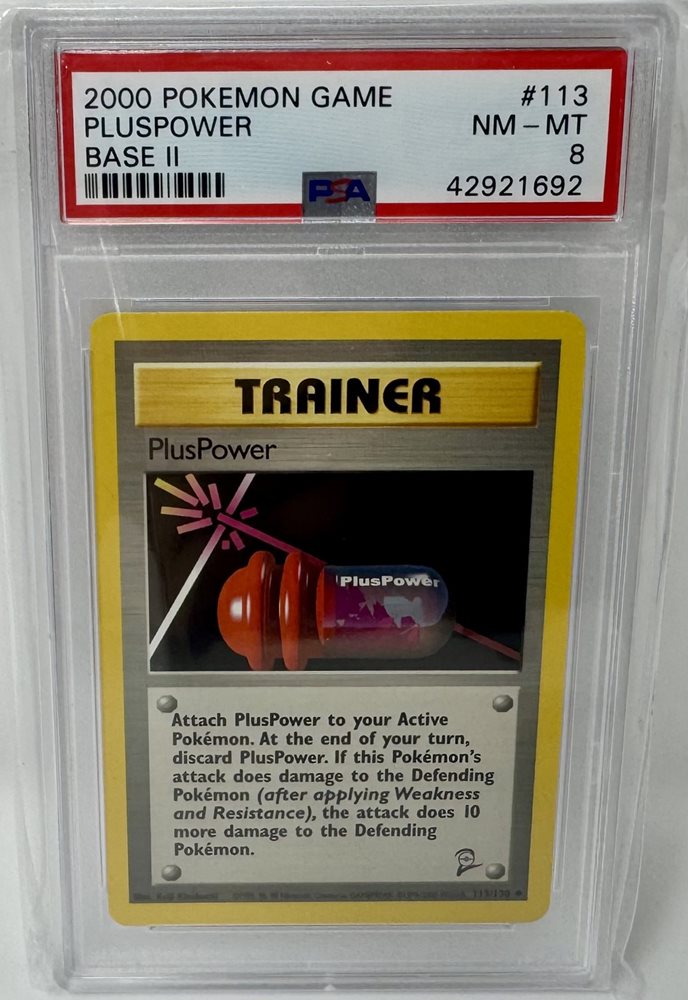 2000 POKEMON GAME #113
PLUSPOWER NM - MT
BASE II 8
PSA 42921692
TRAINER
PlusPower
PlusPower
Attach PlusPower to your Active
Pokémon. At the end of your turn,
discard PlusPower. If this Pokémon's
attack does damage to the Defending
Pokémon (after applying Weakness
and Resistance), the attack does 10
more damage to the Defending
Pokémon.
113/130